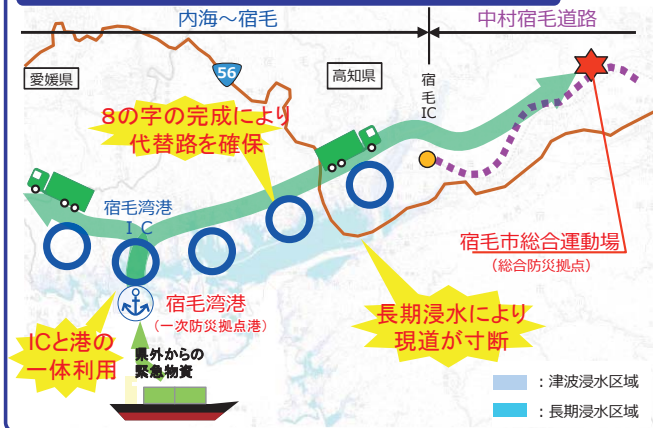 内海～宿毛
中村宿毛道路
愛媛県
56
高知県
宿毛IC
8の字の完成により
代替路を確保
宿毛湾港
IC
宿毛市総合運動場
(総合防災拠点)
宿毛湾港
(一次防災拠点港)
長期浸水により
現道が寸断
ICと港の
一体利用
県外からの
緊急物資
：津波浸水区域
：長期浸水区域